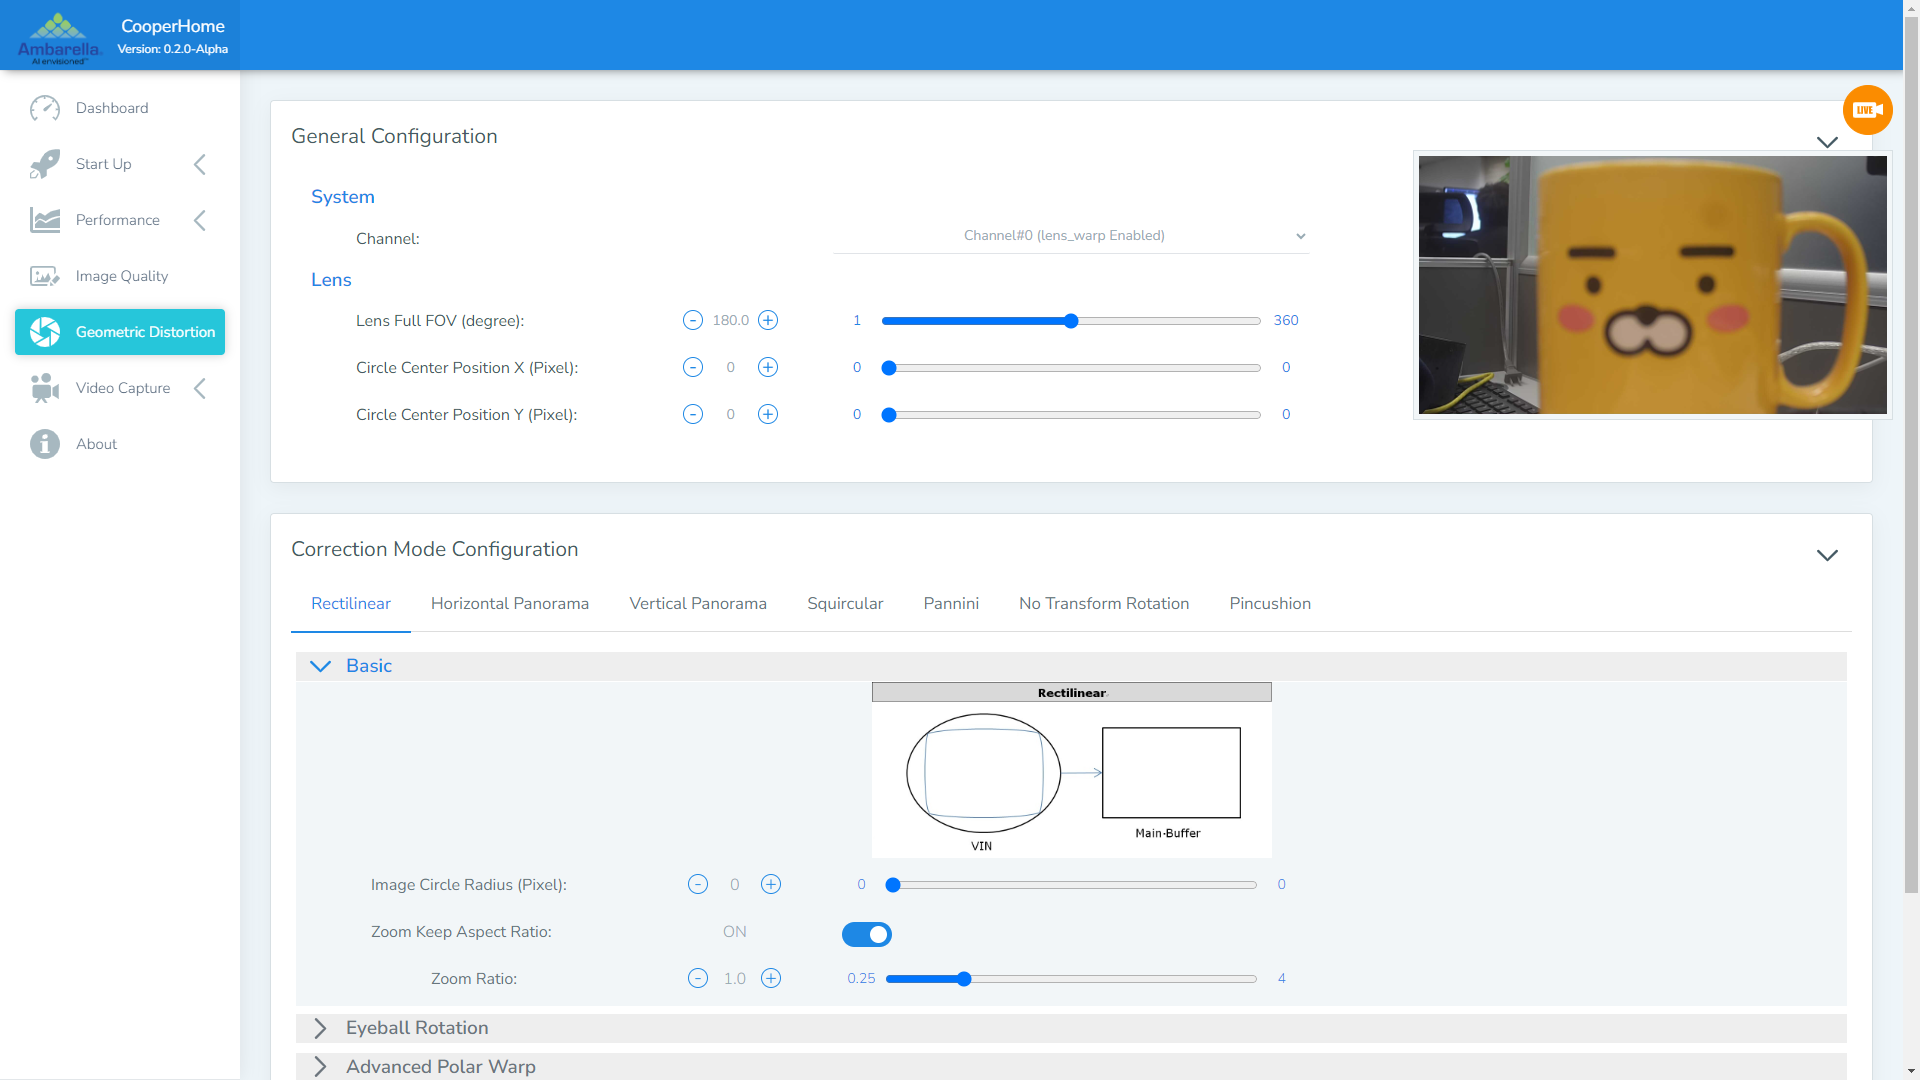 Ambarella
AI envisioned™
CooperHome
Version: 0.2.0-Alpha
Dashboard
Start Up
Performance
Image Quality
Geometric Distortion
Video Capture
About
LIVE
General Configuration
System
Channel:
Channel#0 (lens_warp Enabled)
Lens
Lens Full FOV (degree):
- 180.0 +
1
360
Circle Center Position X (Pixel):
- 0 +
0
0
Circle Center Position Y (Pixel):
- 0 +
0
0
Correction Mode Configuration
Rectilinear
Horizontal Panorama
Vertical Panorama
Squircular
Pannini
No Transform Rotation
Pincushion
Basic
Rectilinear
VIN
Main-Buffer
Image Circle Radius (Pixel):
- 0 +
0
0
Zoom Keep Aspect Ratio:
ON
Zoom Ratio:
- 1.0 +
0.25
4
Eyeball Rotation
Advanced Polar Warp